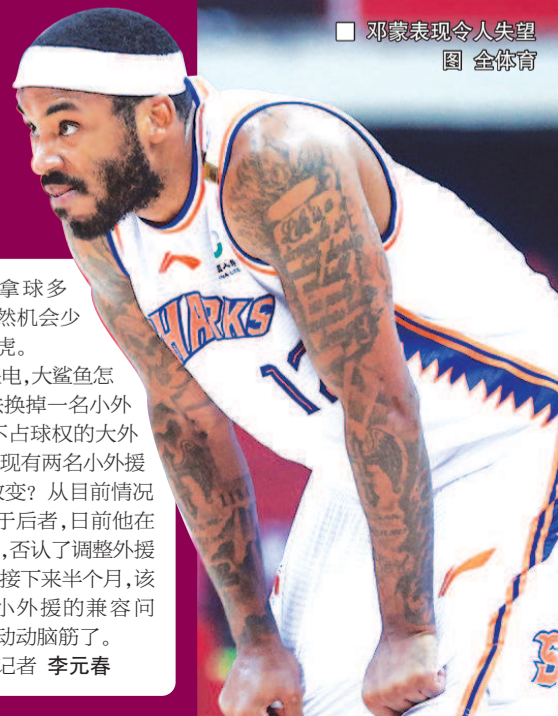 ■ 邓蒙表现令人失望
图 全体育
拿球多
然机会少
虎。
电,大鲨鱼怎
换掉一名小外
不占球权的大外
现有两名小外援
改变? 从目前情况
于后者,日前他在
,否认了调整外援
接下来半个月,该
小外援的兼容问
动动脑筋了。
记者 李元春
HARKS
12